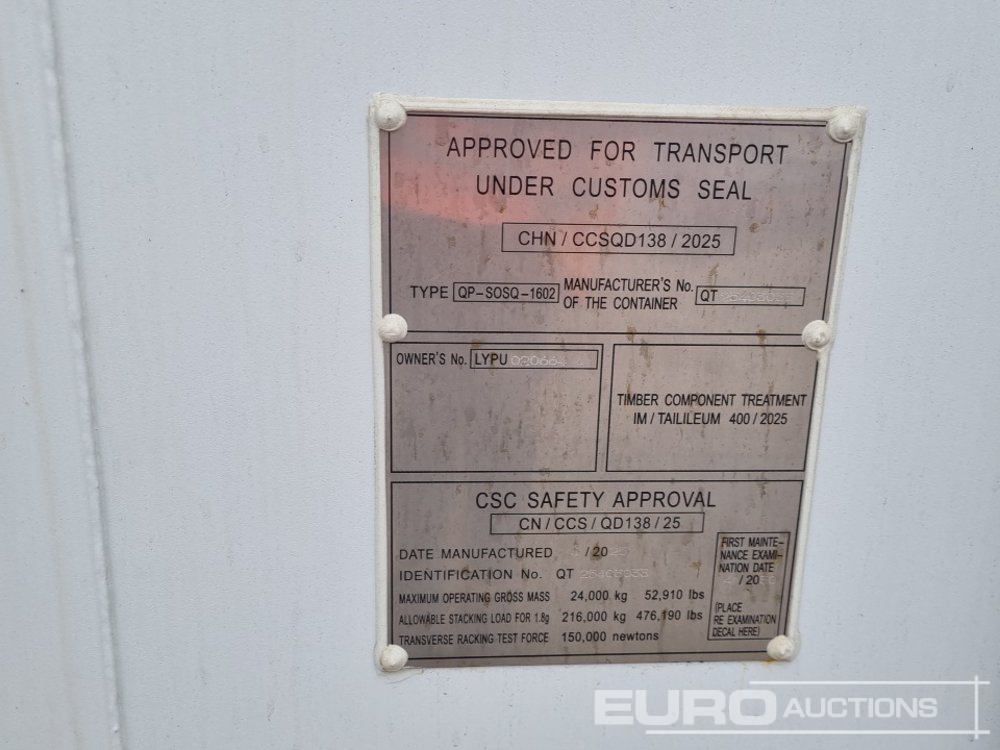 APPROVED FOR TRANSPORT
UNDER CUSTOMS SEAL
CHN / CCSQD138 / 2025
TYPE QP-SOSQ-1602 MANUFACTURER'S No.
OF THE CONTAINER QT
OWNER'S No. LYPU
TIMBER COMPONENT TREATMENT
IM / TAILILEUM 400 / 2025
CSC SAFETY APPROVAL
CN / CCS / QD138 / 25
DATE MANUFACTURED / 20
IDENTIFICATION No. QT
MAXIMUM OPERATING GROSS MASS 24,000 kg 52,910 lbs
ALLOWABLE STACKING LOAD FOR 1.8g 216,000 kg 476,190 lbs
TRANSVERSE RACKING TEST FORCE 150,000 newtons
FIRST MAINTE-
NANCE EXAMI-
NATION DATE
/ 20
(PLACE
RE EXAMINATION
DECAL HERE)
EURO AUCTIONS